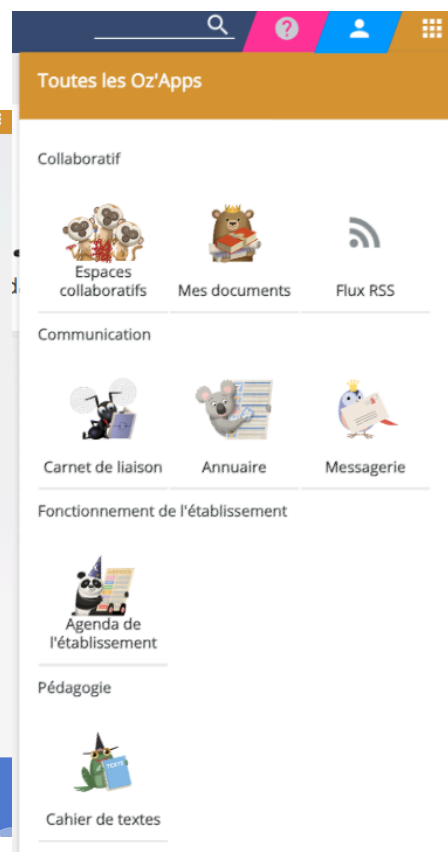 Toutes les Oz'Apps
Collaboratif
Espaces
collaboratifs
Mes documents
Flux RSS
Communication
Carnet de liaison
Annuaire
Messagerie
Fonctionnement de l'établissement
Agenda de
l'établissement
Pédagogie
TEXTE
Cahier de textes